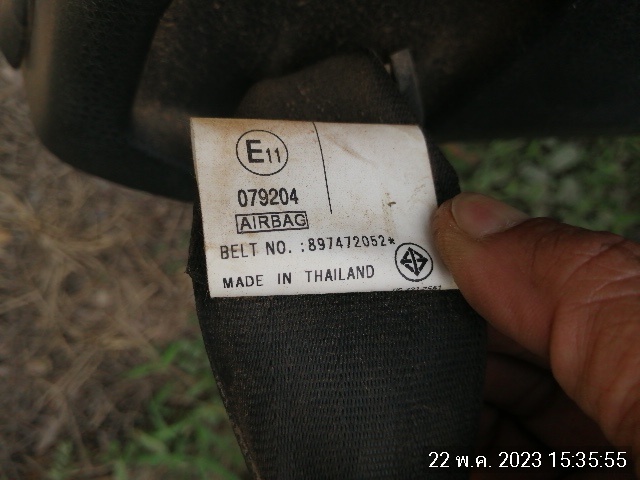 E11
079204
AIRBAG
BELT NO. :897472052*
MADE IN THAILAND
22 พ.ค. 2023 15:35:55